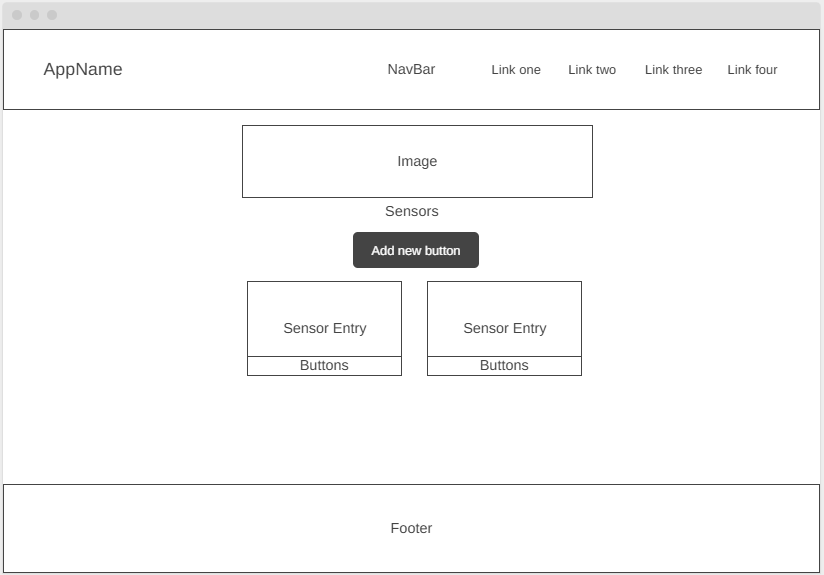 AppName NavBar Link one Link two Link three Link four
Image
Sensors
Add new button
Sensor Entry Sensor Entry
Buttons Buttons
Footer